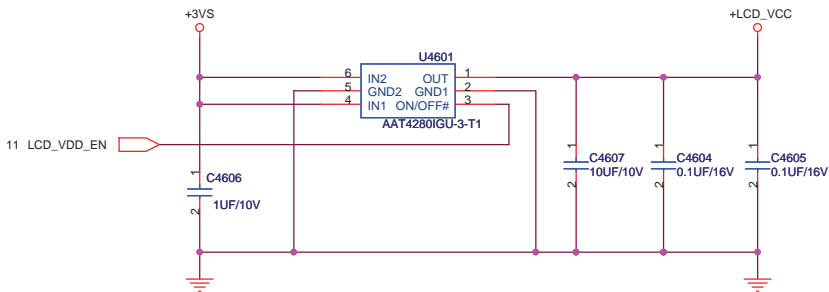 +3VS
+LCD_VCC
U4601
6 IN2 OUT 1
5 GND2 GND1 2
4 IN1 ON/OFF# 3
AAT4280IGU-3-T1
11 LCD_VDD_EN
1
C4606
1UF/10V
2
1
C4607
10UF/10V
2
1
C4604
0.1UF/16V
2
1
C4605
0.1UF/16V
2